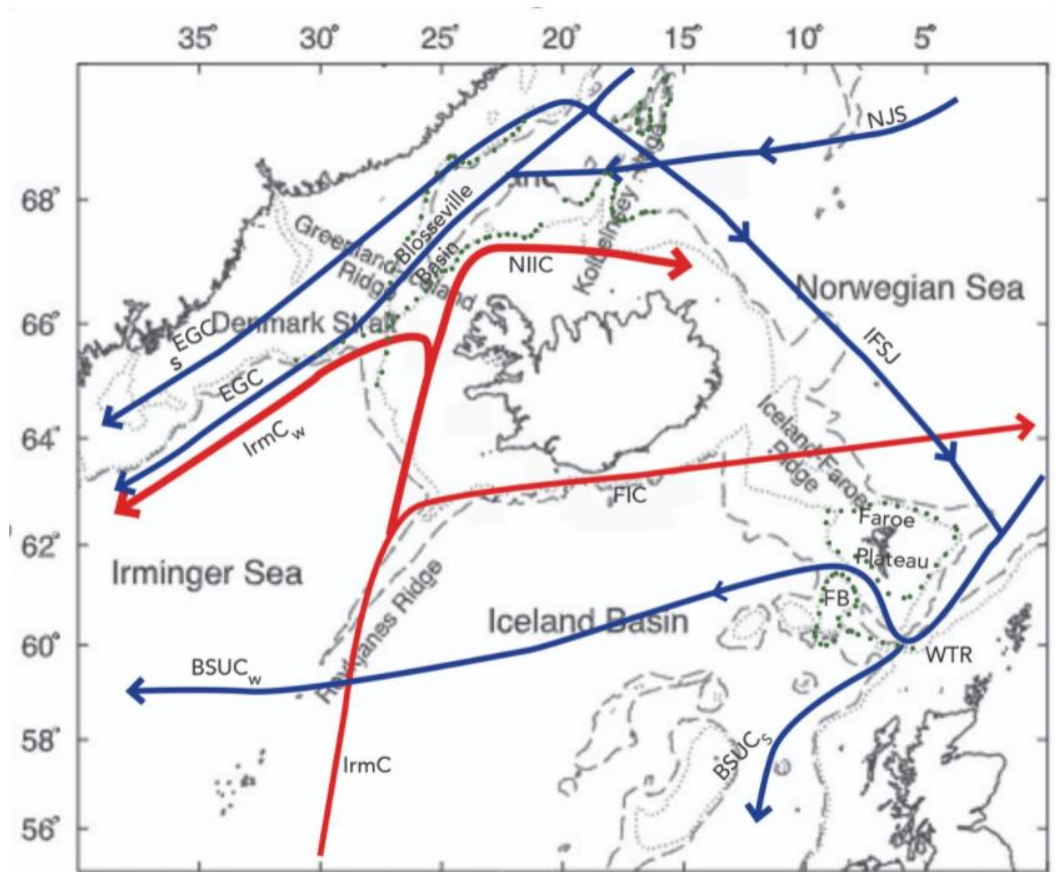 35° 30° 25° 20° 15° 10° 5°
NJS
68°
Blosseville
Basin
Greenland-Iceland
Ridge
Kolbeinsey
NIIC
Norwegian Sea
66°
Denmark Strait
EGC
S
IFSJ
EGC
IrmC w
64°
Iceland Faroe
Ridge
FIC
Faroe
Plateau
62°
Irminger Sea
Reykjanes Ridge
FB
Iceland Basin
60°
WTR
BSUC w
58°
BSUC S
IrmC
56°